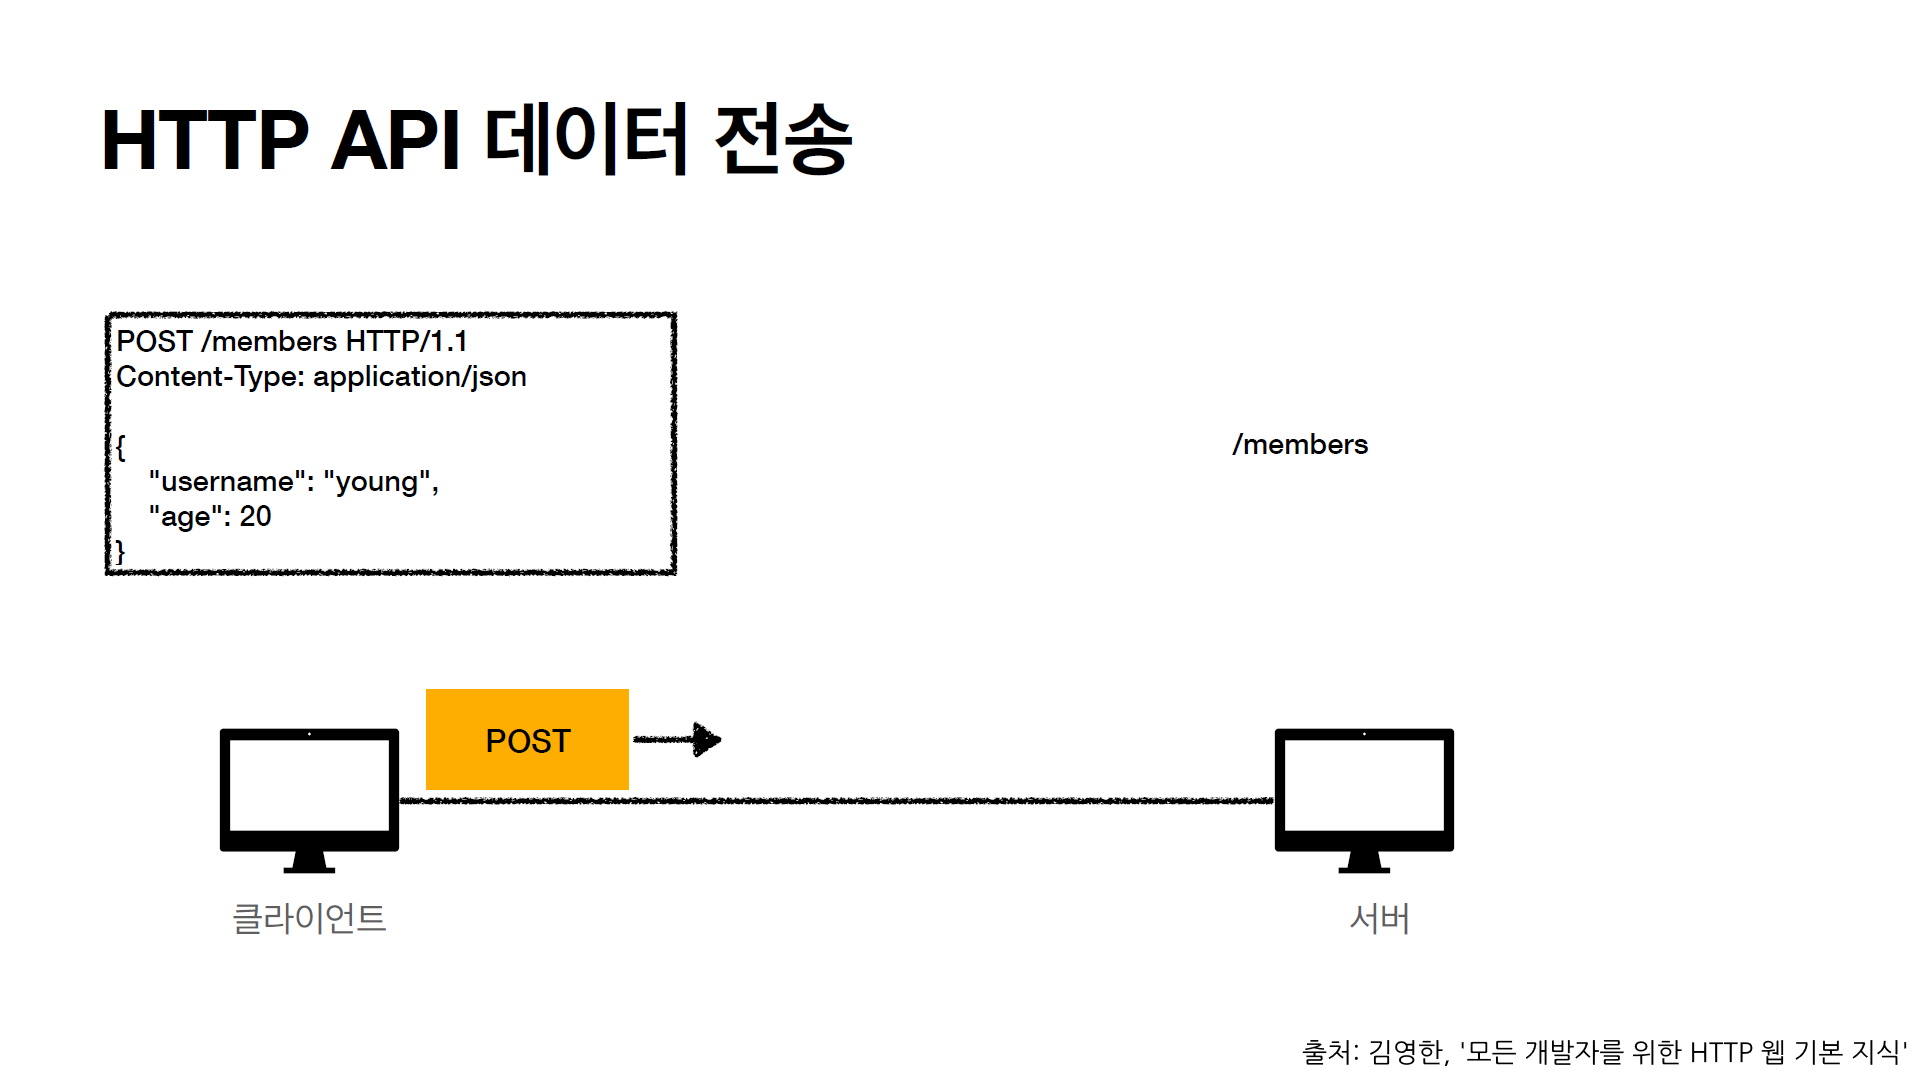 HTTP API 데이터 전송
POST /members HTTP/1.1
Content-Type: application/json
{
"username": "young",
"age": 20
}
/members
POST
클라이언트
서버
출처: 김영한, '모든 개발자를 위한 HTTP 웹 기본 지식'